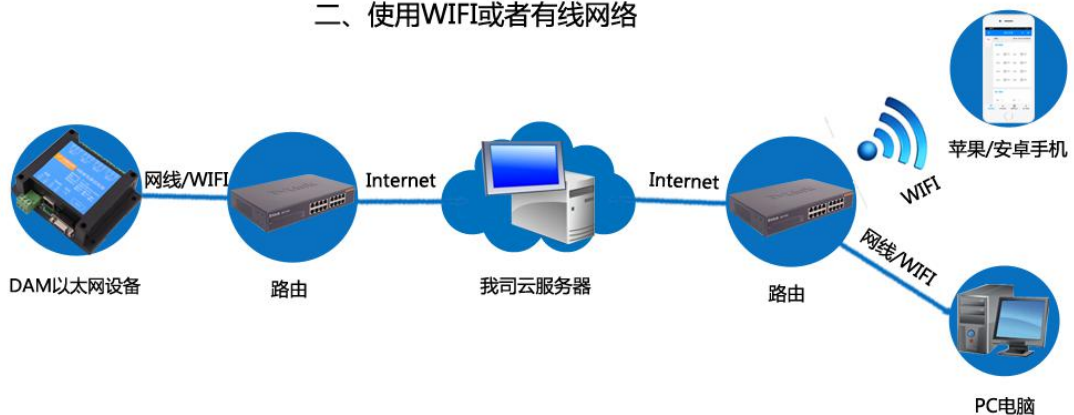 二、使用WIFI或者有线网络
苹果/安卓手机
网线/WIFI
Internet
Internet
WIFI
网线/WIFI
DAM以太网设备
路由
我司云服务器
路由
PC电脑